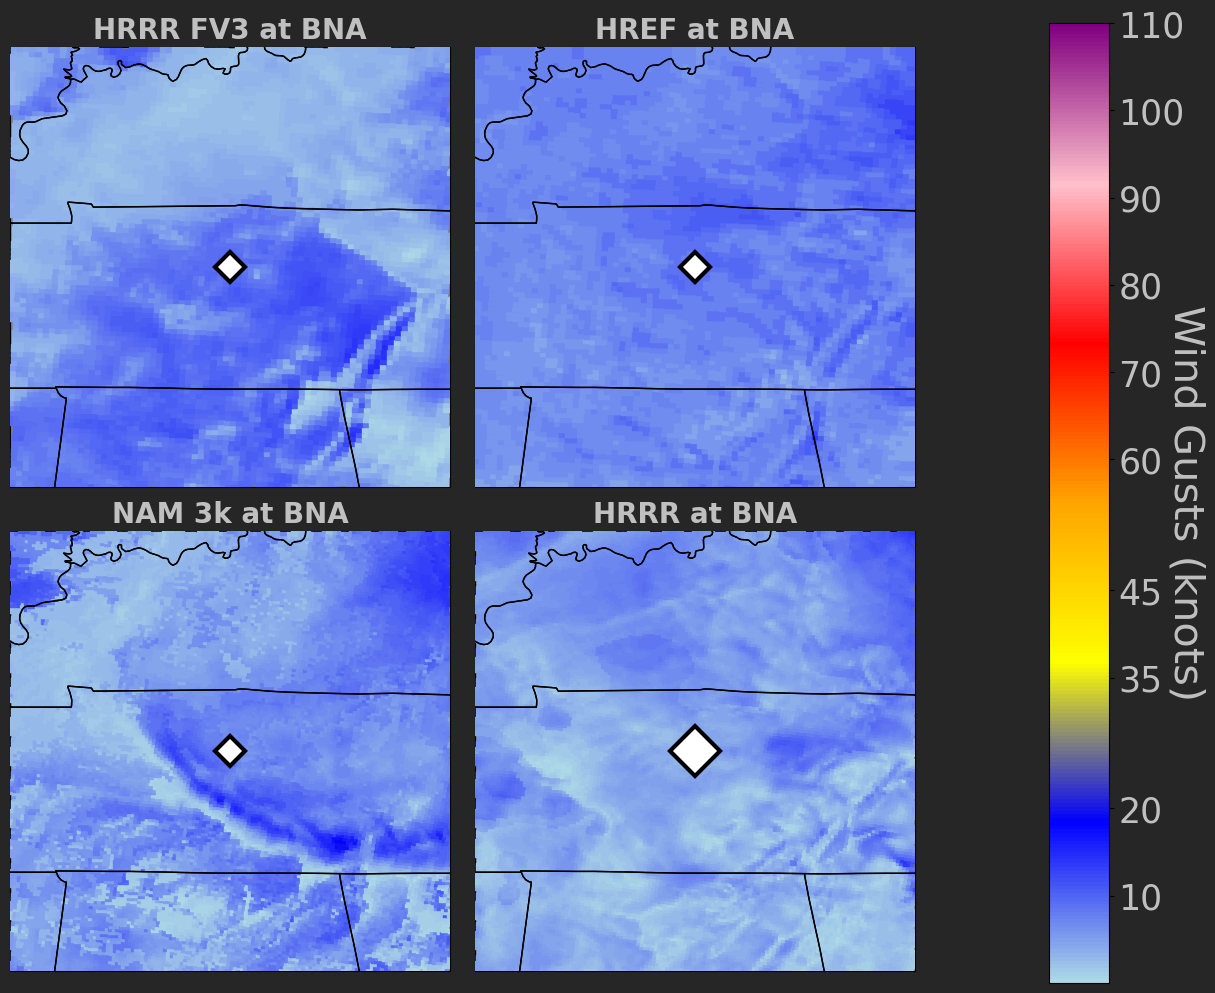 HRRR FV3 at BNA
HREF at BNA
NAM 3k at BNA
HRRR at BNA
110
100
90
80
70
60
45
35
20
10
Wind Gusts (knots)